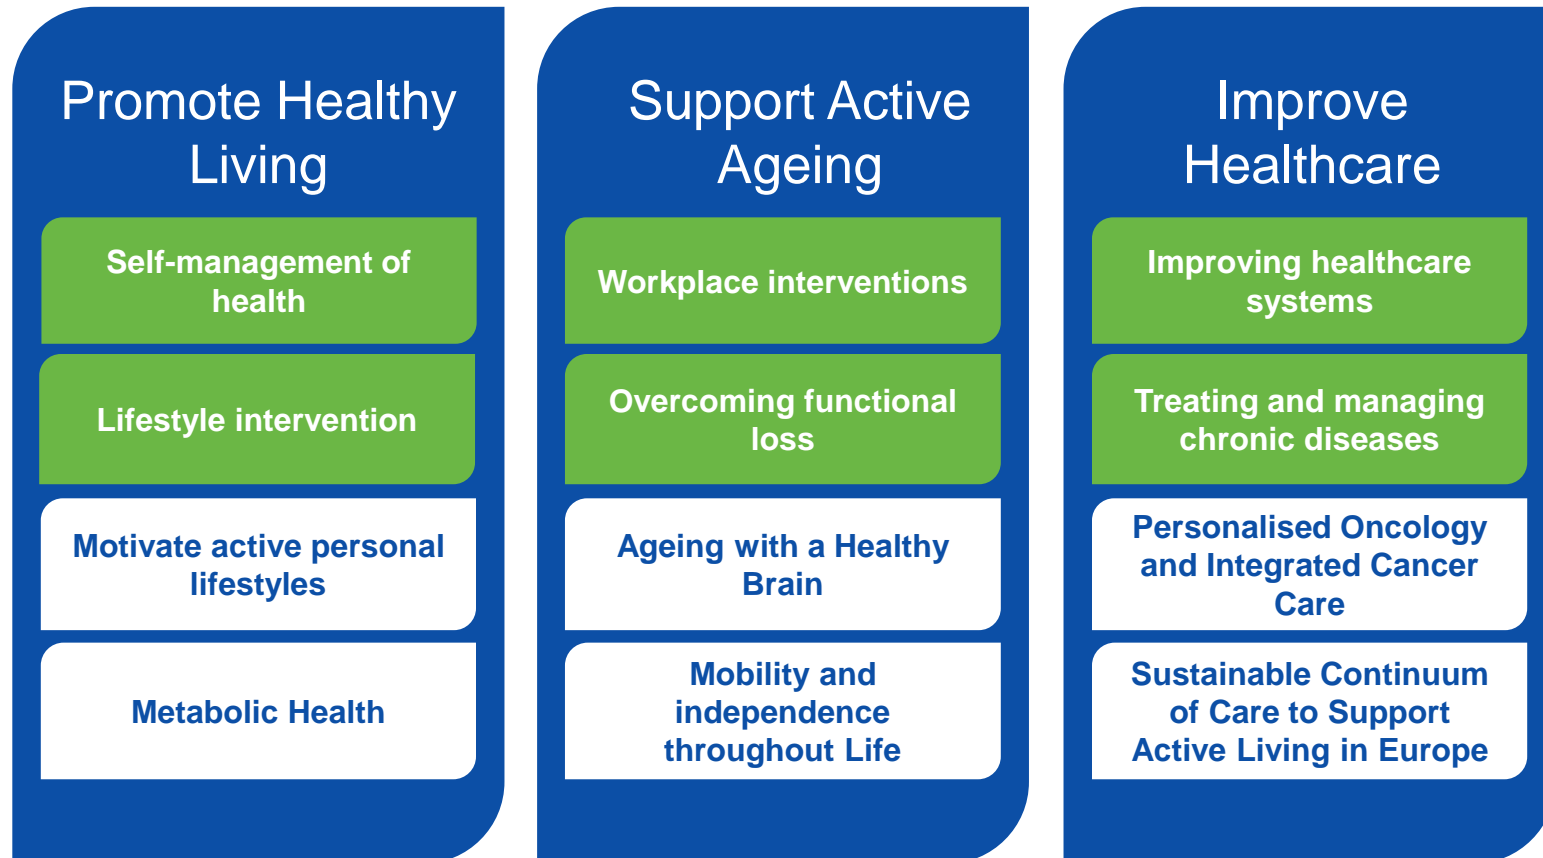 Promote Healthy
Living
Self-management of
health
Lifestyle intervention
Motivate active personal
lifestyles
Metabolic Health
Support Active
Ageing
Workplace interventions
Overcoming functional
loss
Ageing with a Healthy
Brain
Mobility and
independence
throughout Life
Improve
Healthcare
Improving healthcare
systems
Treating and managing
chronic diseases
Personalised Oncology
and Integrated Cancer
Care
Sustainable Continuum
of Care to Support
Active Living in Europe